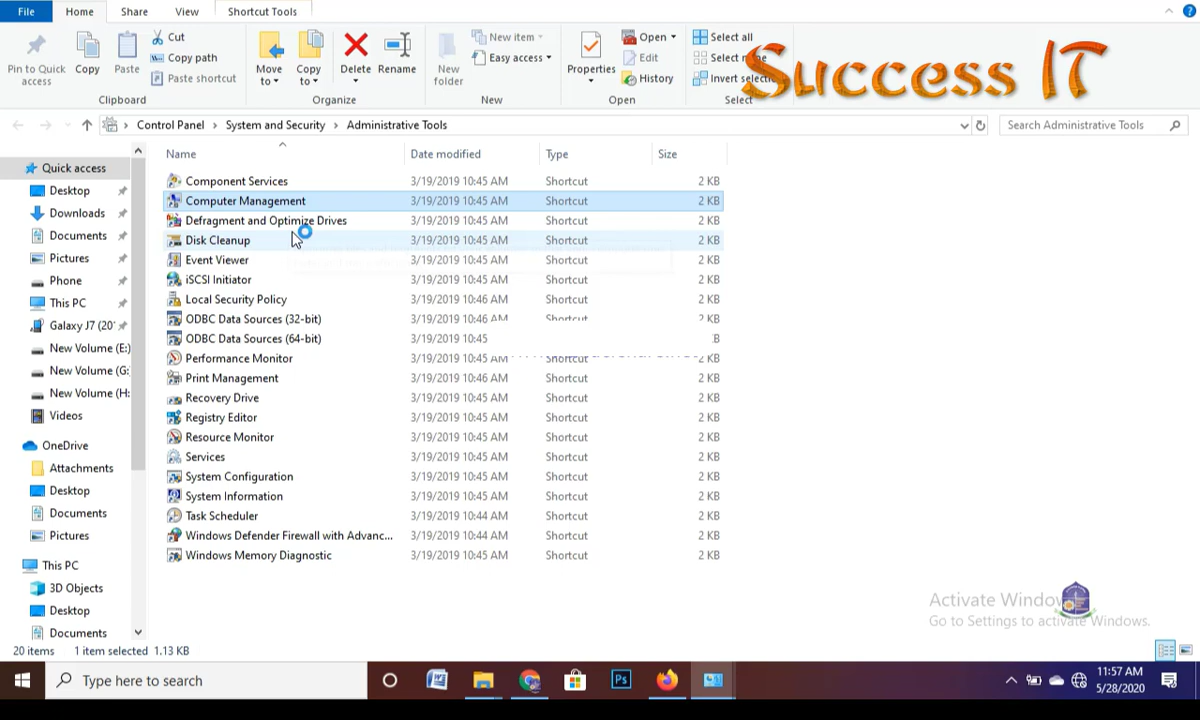 File Home Share View Shortcut Tools
Pin to Quick access
Copy
Paste
Cut
Copy path
Paste shortcut
Move to
Copy to
Delete
Rename
New folder
New item
Easy access
Properties
Open
Edit
History
Select all
Select
Invert
Clipboard Organize New Open Select
Success IT
Control Panel > System and Security > Administrative Tools
Search Administrative Tools
Name Date modified Type Size
Component Services 3/19/2019 10:45 AM Shortcut 2 KB
Computer Management 3/19/2019 10:45 AM Shortcut 2 KB
Defragment and Optimize Drives 3/19/2019 10:45 AM Shortcut 2 KB
Disk Cleanup 3/19/2019 10:45 AM Shortcut 2 KB
Event Viewer 3/19/2019 10:45 AM Shortcut 2 KB
iSCSI Initiator 3/19/2019 10:45 AM Shortcut 2 KB
Local Security Policy 3/19/2019 10:46 AM Shortcut 2 KB
ODBC Data Sources (32-bit) 3/19/2019 10:46 AM Shortcut 2 KB
ODBC Data Sources (64-bit) 3/19/2019 10:45
Performance Monitor 3/19/2019 10:45 AM Shortcut 2 KB
Print Management 3/19/2019 10:46 AM Shortcut 2 KB
Recovery Drive 3/19/2019 10:45 AM Shortcut 2 KB
Registry Editor 3/19/2019 10:45 AM Shortcut 2 KB
Resource Monitor 3/19/2019 10:45 AM Shortcut 2 KB
Services 3/19/2019 10:45 AM Shortcut 2 KB
System Configuration 3/19/2019 10:45 AM Shortcut 2 KB
System Information 3/19/2019 10:45 AM Shortcut 2 KB
Task Scheduler 3/19/2019 10:44 AM Shortcut 2 KB
Windows Defender Firewall with Advanc... 3/19/2019 10:44 AM Shortcut 2 KB
Windows Memory Diagnostic 3/19/2019 10:45 AM Shortcut 2 KB
Quick access
Desktop
Downloads
Documents
Pictures
Phone
This PC
Galaxy J7 (20
New Volume (E:)
New Volume (G:
New Volume (H:
Videos
OneDrive
Attachments
Desktop
Documents
Pictures
This PC
3D Objects
Desktop
Documents
Activate Windo
Go to Settings to activate Windows.
20 items 1 item selected 1.13 KB
Type here to search
Ps
11:57 AM
5/28/2020